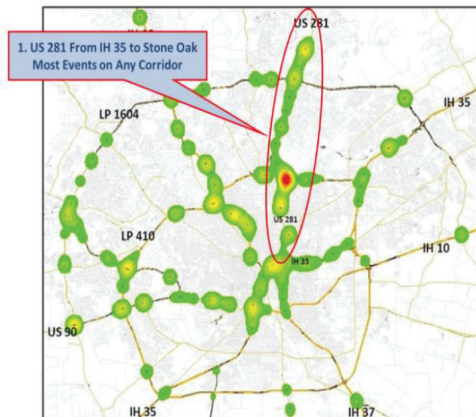 US 281
1. US 281 From IH 35 to Stone Oak
Most Events on Any Corridor
IH 35
LP 1604
US 281
LP 410
IH 10
IH 35
US 90
IH 35
IH 37